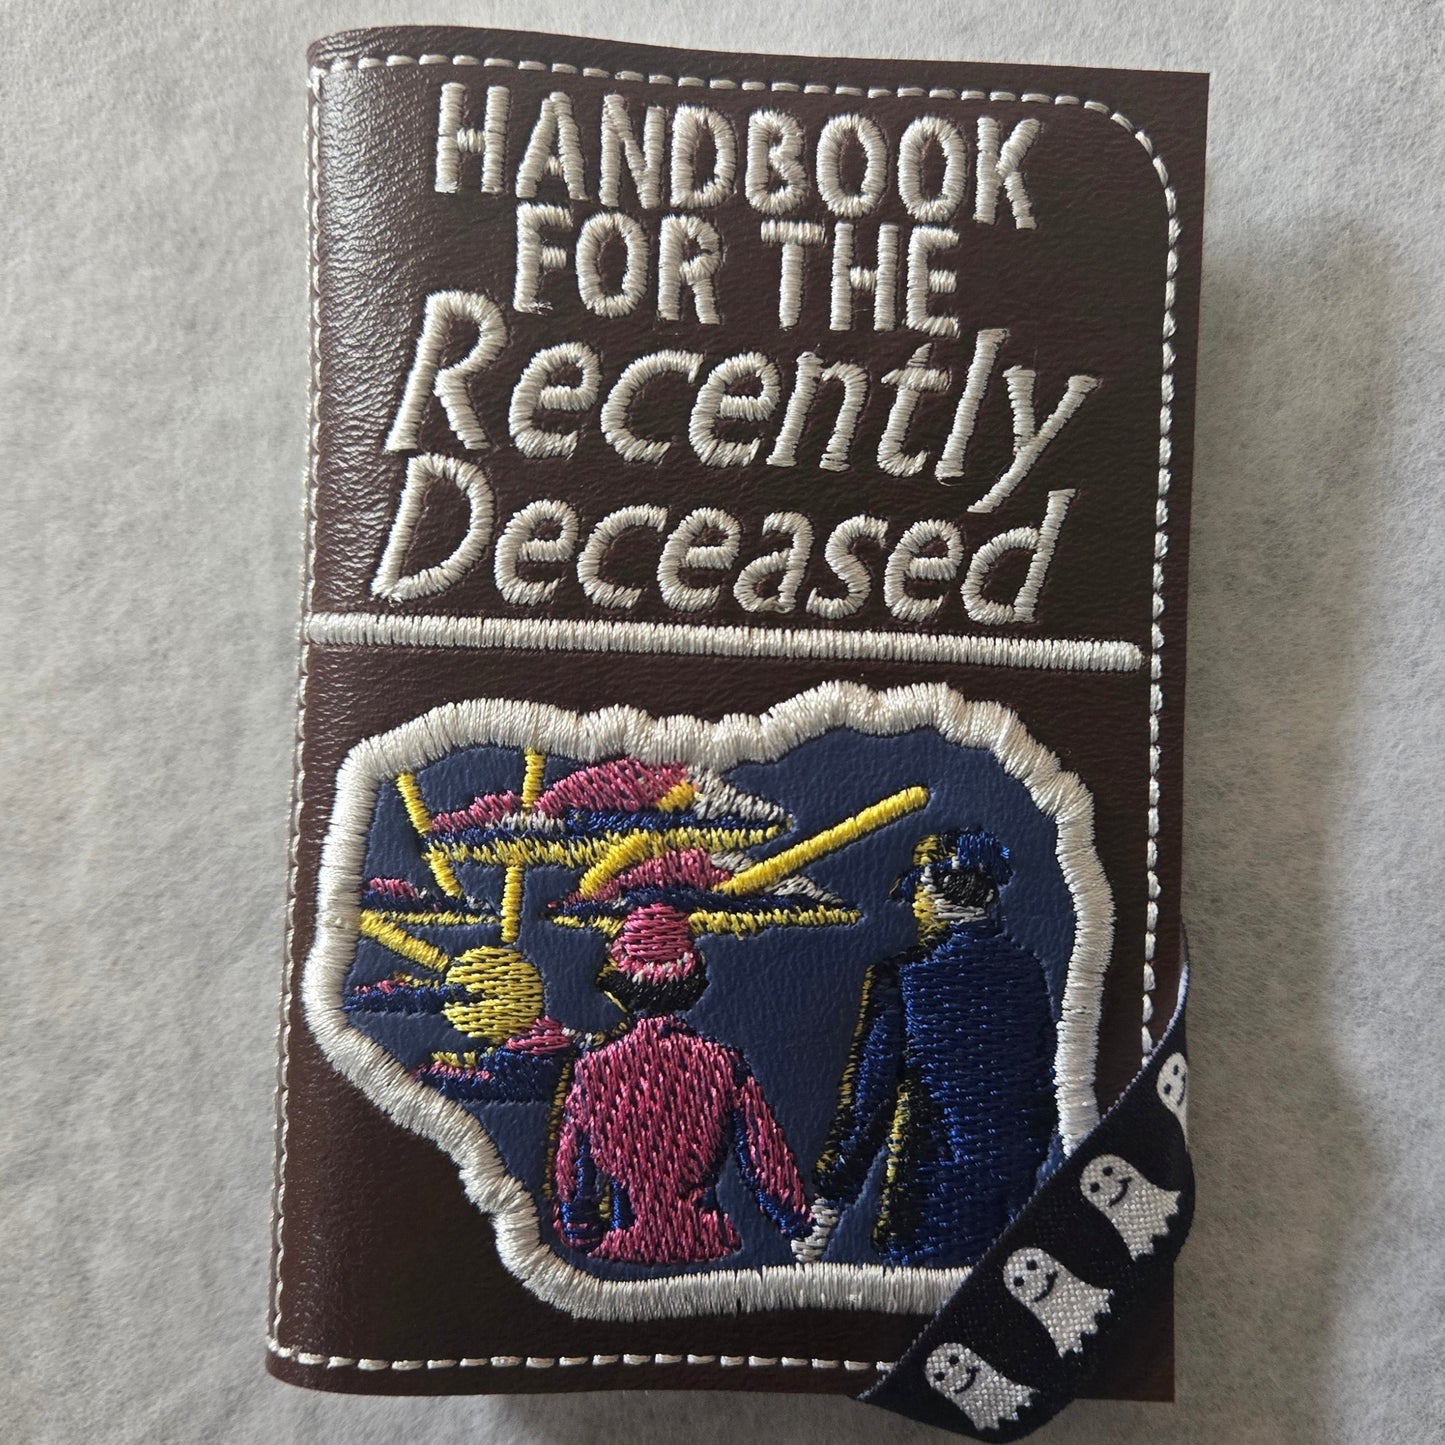 HANDBOOK
FOR THE
Recently
Deceased